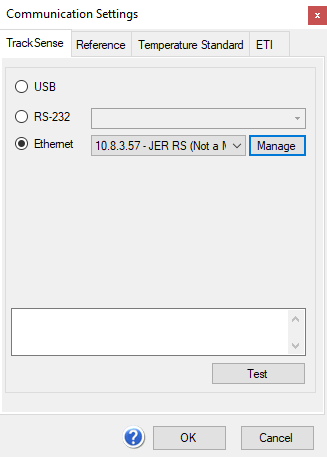 Communication Settings
x
TrackSense Reference Temperature Standard ETI
USB
RS-232
Ethernet 10.8.3.57 - JER RS (Not a Manage
Test
? OK Cancel